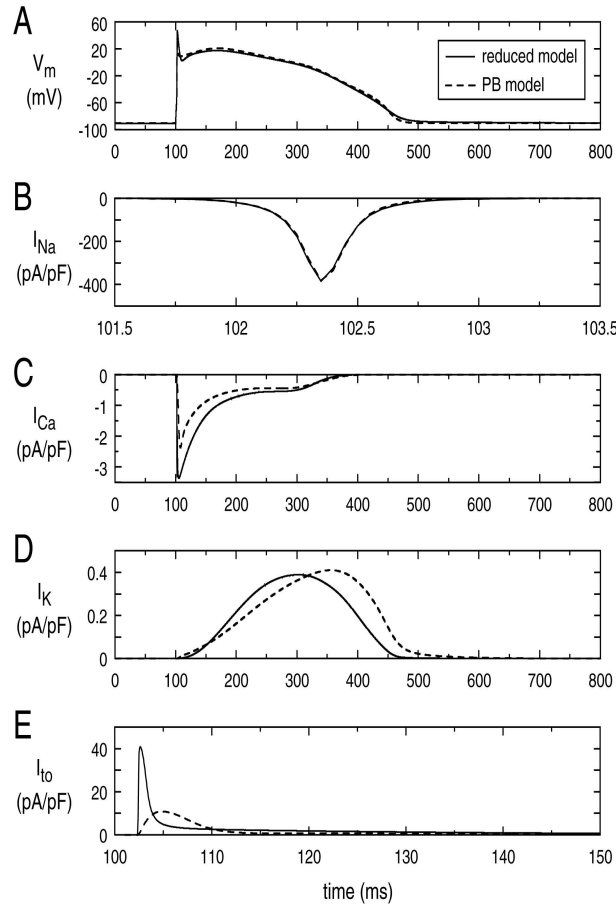 A
V_m
(mV)
60
20
-20
-60
-100
reduced model
PB model
0 100 200 300 400 500 600 700 800
B
I_Na
(pA/pF)
0
-200
-400
101.5 102 102.5 103 103.5
C
I_Ca
(pA/pF)
0
-1
-2
-3
0 100 200 300 400 500 600 700 800
D
I_K
(pA/pF)
0.4
0.2
0
0 100 200 300 400 500 600 700 800
E
I_to
(pA/pF)
40
20
0
100 110 120 130 140 150
time (ms)